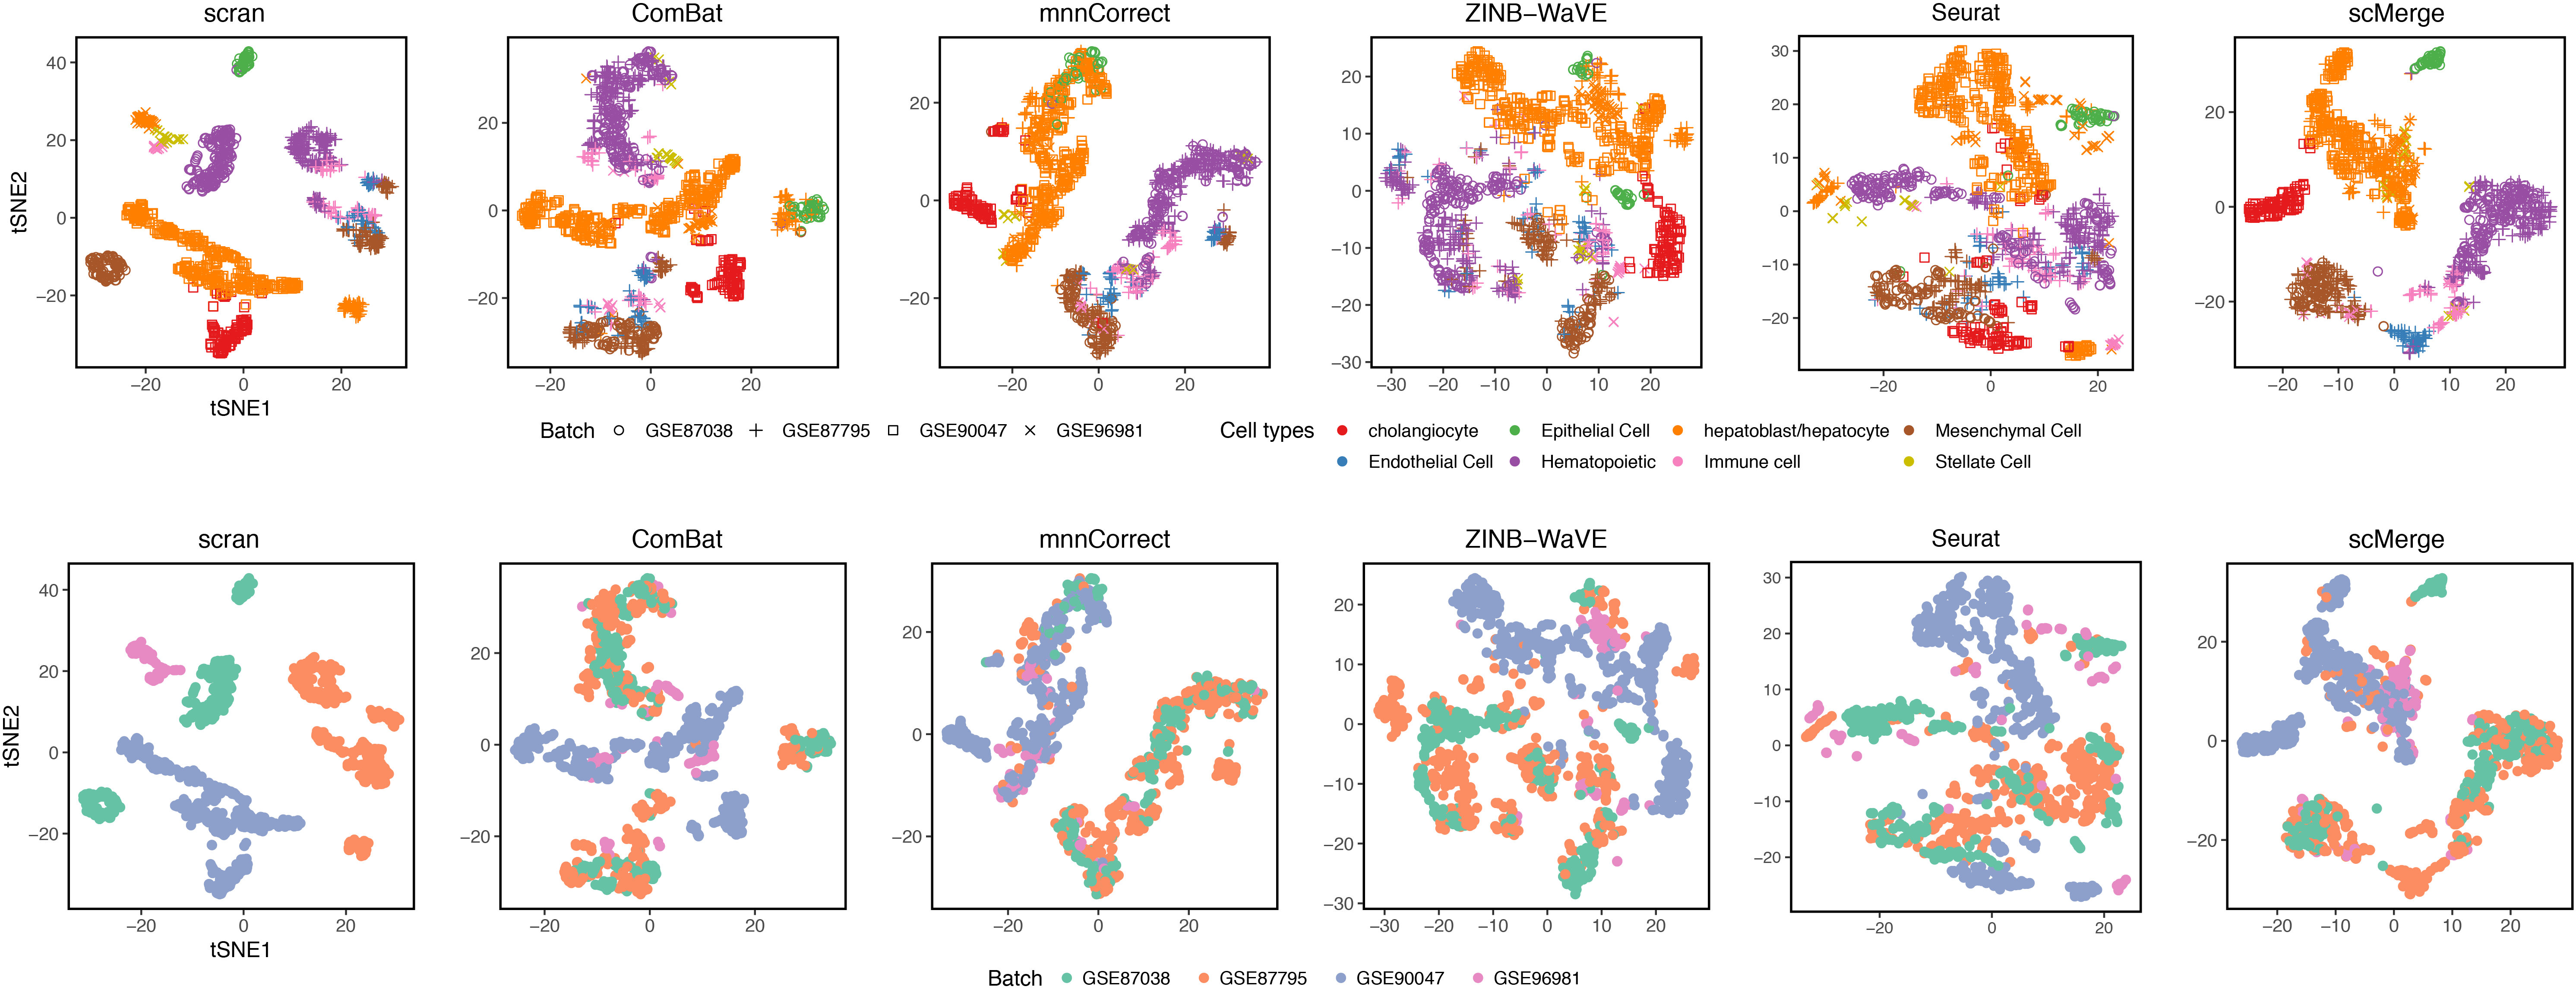 scran ComBat mnnCorrect ZINB−WaVE Seurat scMerge
tSNE2
40
20
0
−20
−20 0 20
tSNE1
20
0
−20
−20 0 20
20
0
−20
−20 0 20
20
10
0
−10
−20
−30
−30 −20 −10 0 10 20
30
20
10
0
−10
−20
−20 0 20
20
0
−20
−20 −10 0 10 20
Batch GSE87038 GSE87795 GSE90047 GSE96981
Cell types cholangiocyte Epithelial Cell hepatoblast/hepatocyte Mesenchymal Cell
Endothelial Cell Hematopoietic Immune cell Stellate Cell
scran ComBat mnnCorrect ZINB−WaVE Seurat scMerge
tSNE2
40
20
0
−20
−20 0 20
tSNE1
20
0
−20
−20 0 20
20
0
−20
−20 0 20
20
10
0
−10
−20
−30
−30 −20 −10 0 10 20
30
20
10
0
−10
−20
−20 0 20
20
0
−20
−20 −10 0 10 20
Batch GSE87038 GSE87795 GSE90047 GSE96981